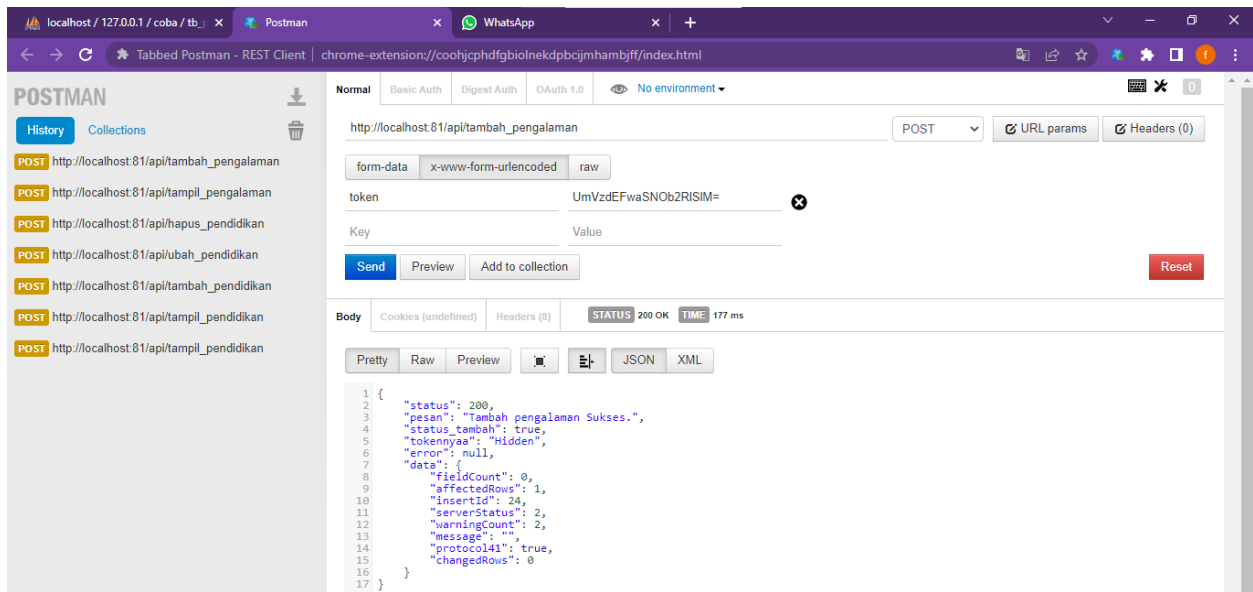 localhost / 127.0.0.1 / coba / tb_p
Postman
WhatsApp
Tabbed Postman - REST Client
chrome-extension://coohjcphdfgbiolnekdpbcijmhambjff/index.html
f
POSTMAN
History
Collections
POST http://localhost:81/api/tambah_pengalaman
POST http://localhost:81/api/tampil_pengalaman
POST http://localhost:81/api/hapus_pendidikan
POST http://localhost:81/api/ubah_pendidikan
POST http://localhost:81/api/tambah_pendidikan
POST http://localhost:81/api/tampil_pendidikan
POST http://localhost:81/api/tampil_pendidikan
Normal Basic Auth Digest Auth OAuth 1.0 No environment
0
http://localhost:81/api/tambah_pengalaman POST URL params Headers (0)
form-data x-www-form-urlencoded raw
token UmVzdEFwaSNOb2RlSlM=
Key Value
Send Preview Add to collection Reset
Body Cookies (undefined) Headers (8) STATUS 200 OK TIME 177 ms
Pretty Raw Preview JSON XML
1 {
2 "status": 200,
3 "pesan": "Tambah pengalaman Sukses.",
4 "status_tambah": true,
5 "tokennyaa": "Hidden",
6 "error": null,
7 "data": {
8 "fieldCount": 0,
9 "affectedRows": 1,
10 "insertId": 24,
11 "serverStatus": 2,
12 "warningCount": 2,
13 "message": "",
14 "protocol41": true,
15 "changedRows": 0
16 }
17 }